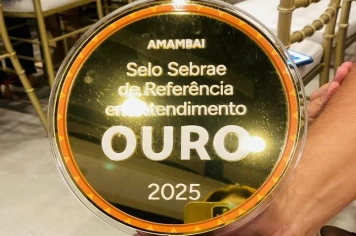 AMAMBAI
Selo Sebrae
de Referência
em Atendimento
OURO
2025